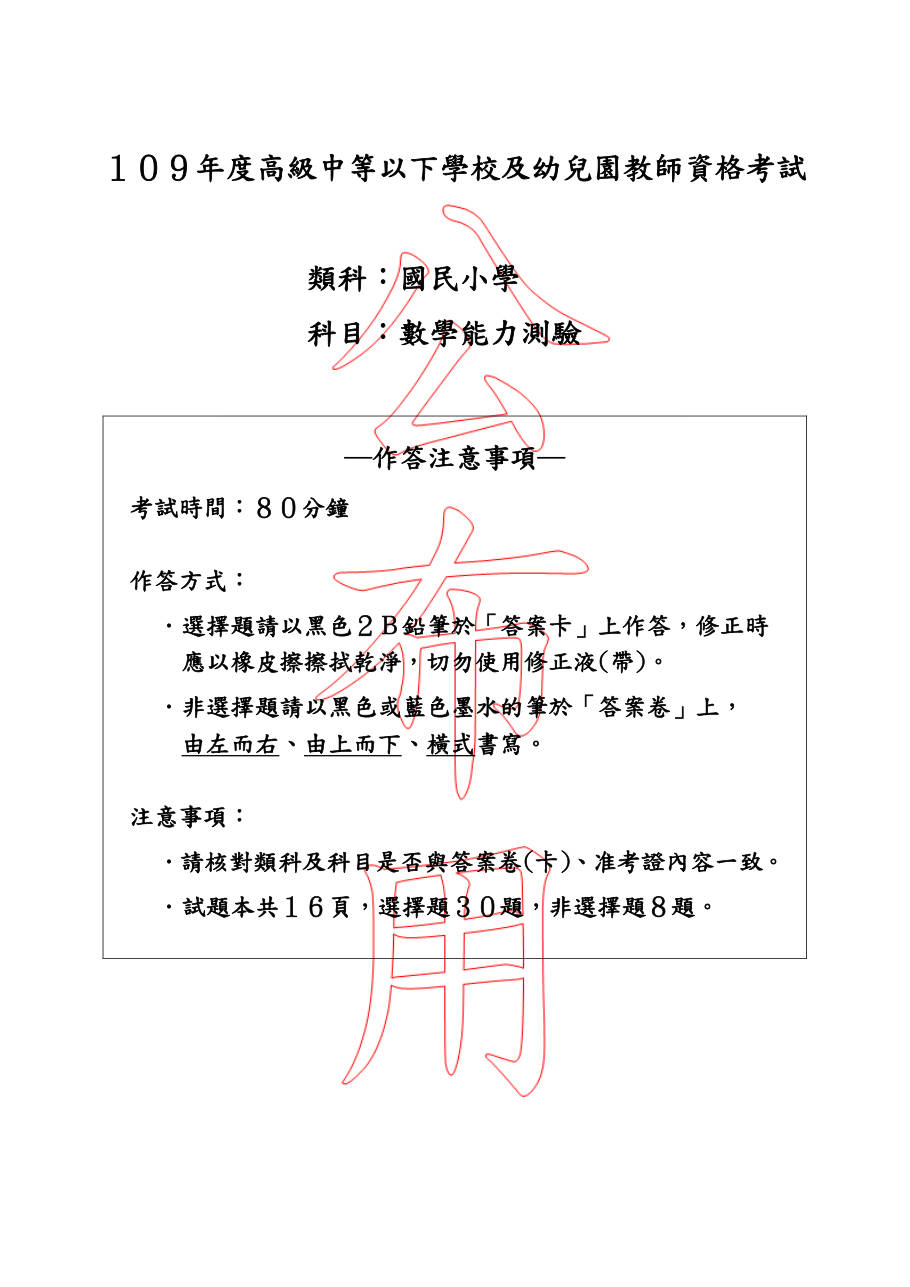 １０９年度高級中等以下學校及幼兒園教師資格考試
類科：國民小學
科目：數學能力測驗
—作答注意事項—
考試時間：８０分鐘
作答方式：
．選擇題請以黑色２Ｂ鉛筆於「答案卡」上作答，修正時
應以橡皮擦擦拭乾淨，切勿使用修正液(帶)。
．非選擇題請以黑色或藍色墨水的筆於「答案卷」上，
由左而右、由上而下、橫式書寫。
注意事項：
．請核對類科及科目是否與答案卷(卡)、准考證內容一致。
．試題本共１６頁，選擇題３０題，非選擇題８題。
公布用